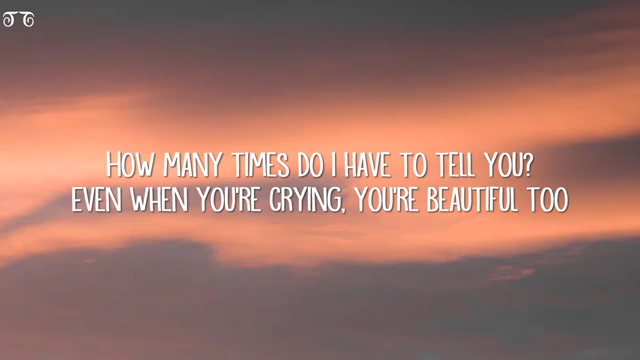 HOW MANY TIMES DO I HAVE TO TELL YOU?
EVEN WHEN YOU'RE CRYING, YOU'RE BEAUTIFUL TOO